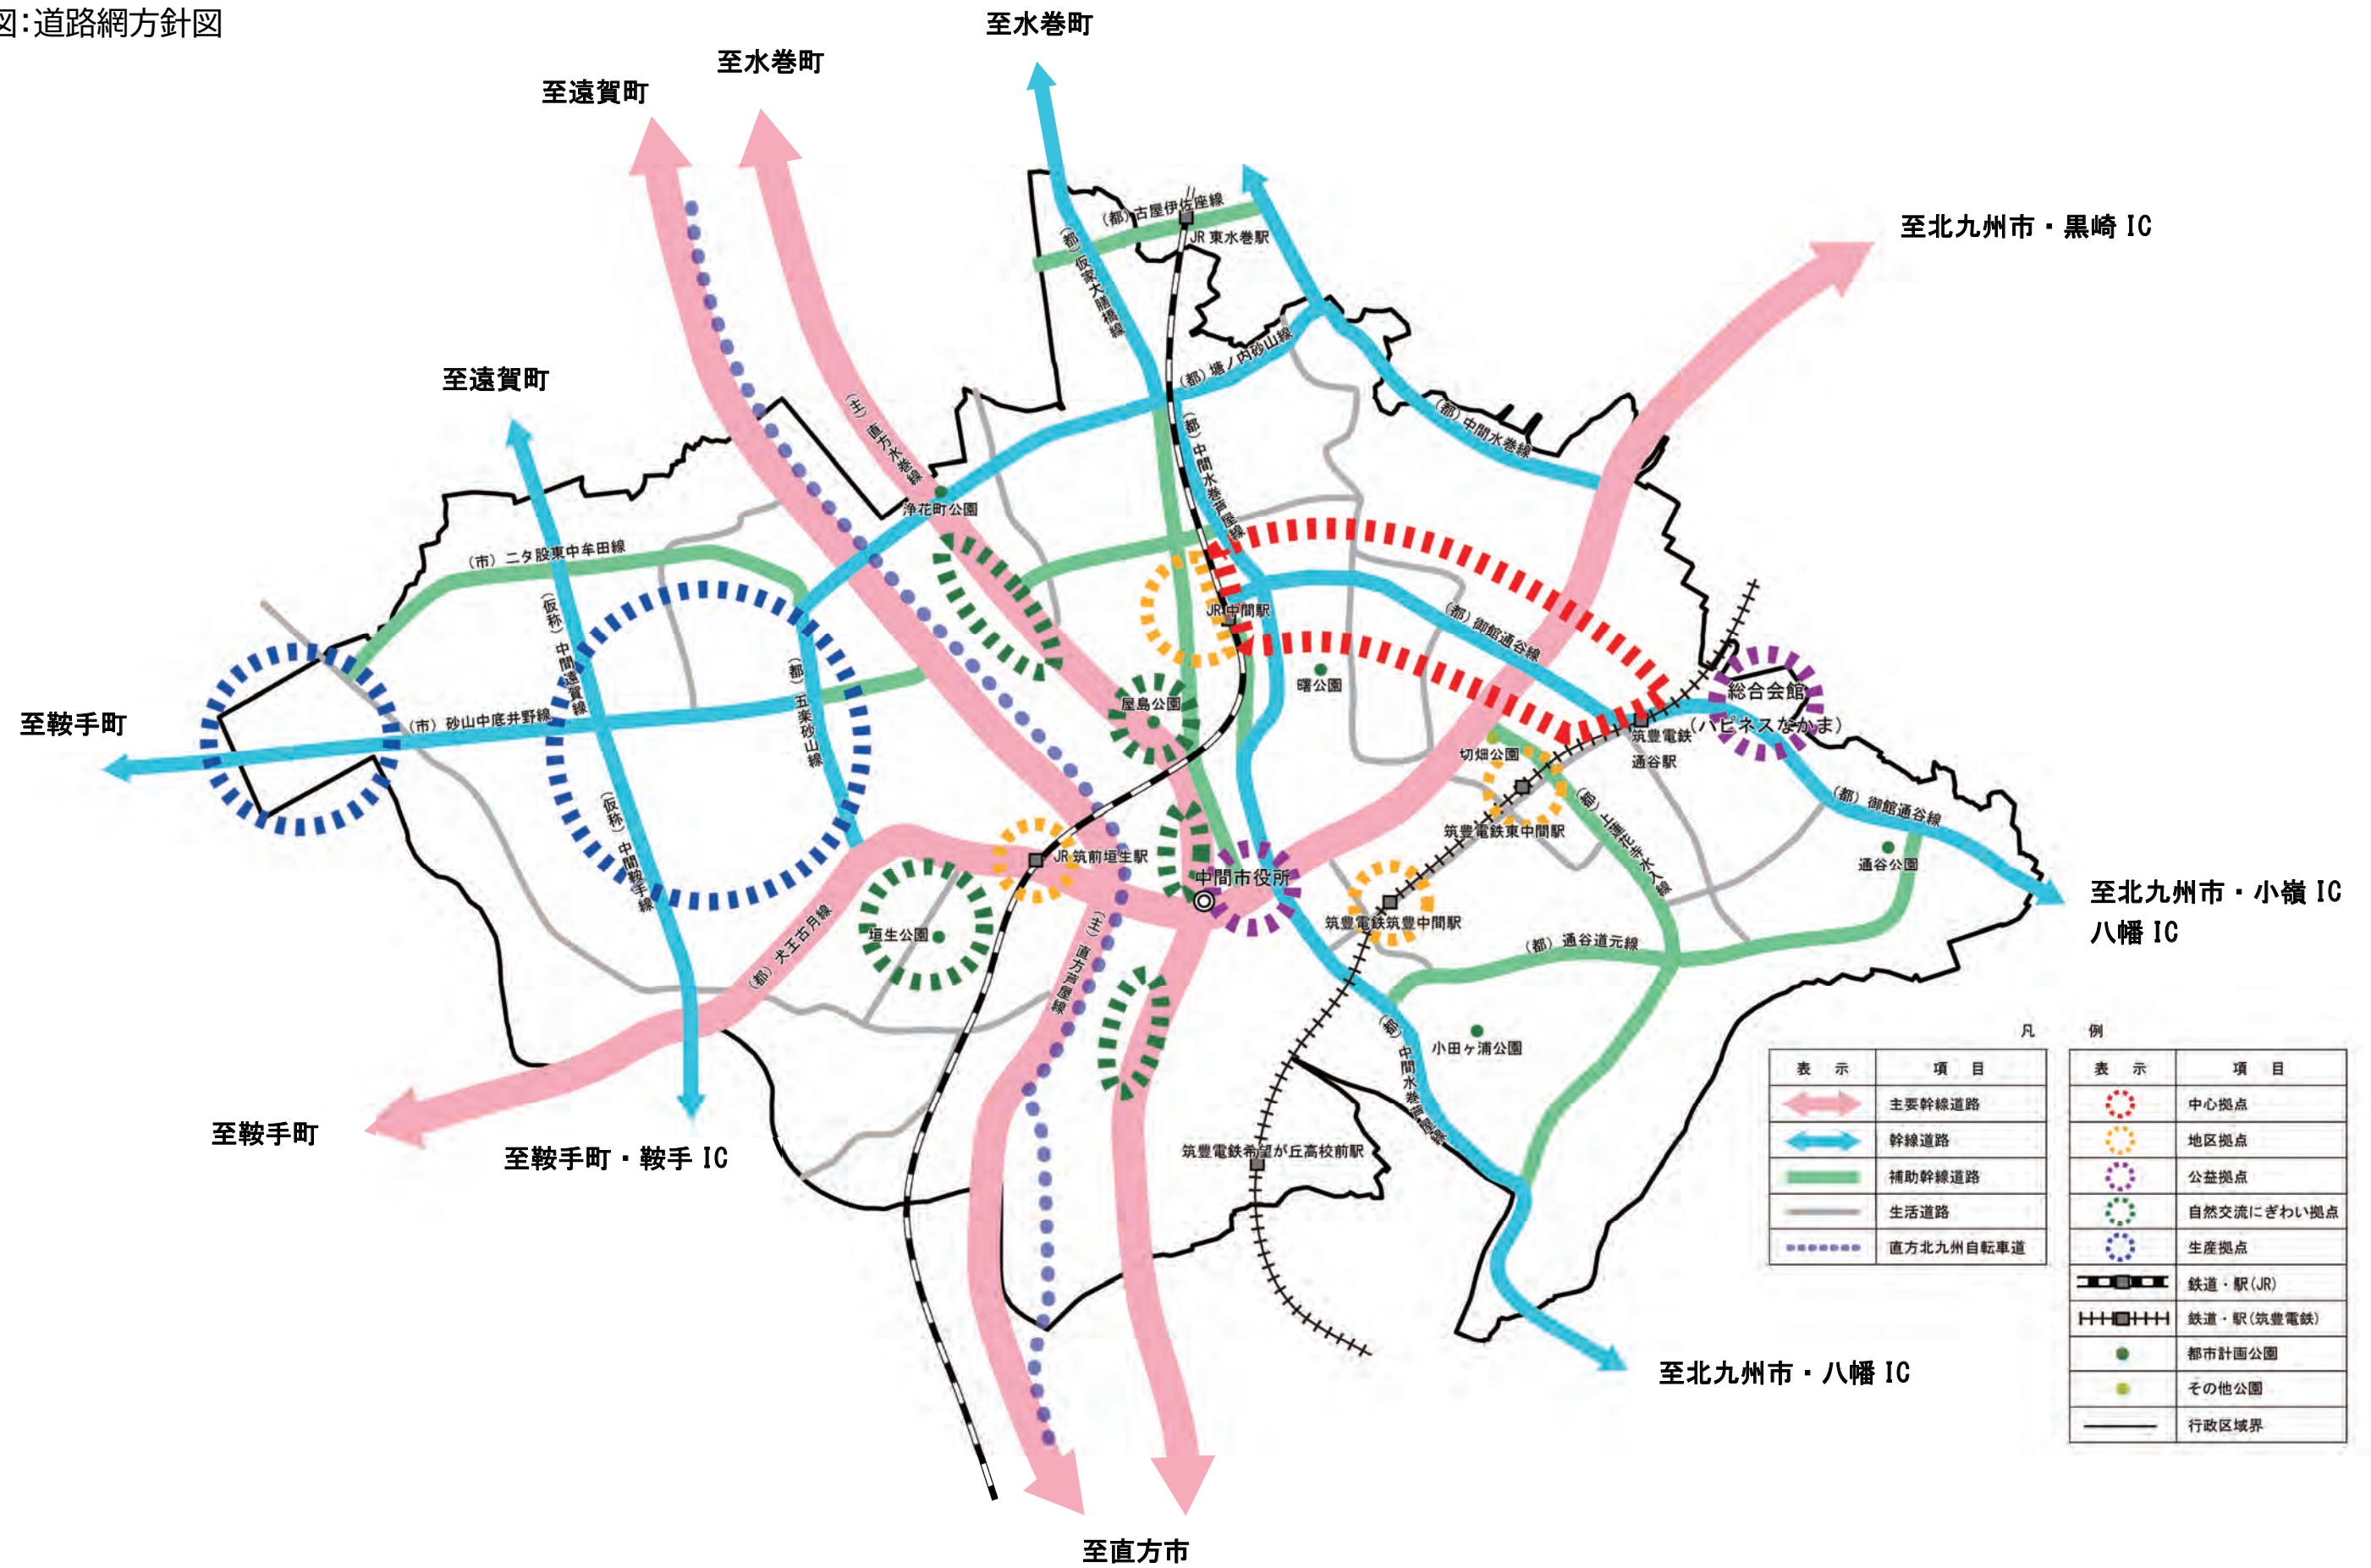 図：道路網方針図
至水巻町
至水巻町
至遠賀町
至北九州市・黒崎 IC
(都)古屋伊佐座線
JR 東水巻駅
(都)仮家大膳橋線
(都)塘ノ内砂山線
至遠賀町
(主)直方水巻線
(都)中間水巻線
(都)中間水巻芦屋線
浄花町公園
(市)ニタ股東中牟田線
(仮称)中間遠賀線
JR 中間駅
(都)御館通谷線
(都)五楽砂山線
曙公園
屋島公園
総合会館
(ハピネスなかま)
至鞍手町
(市)砂山中底井野線
筑豊電鉄
通谷駅
切畑公園
(都)上蓮花寺水入線
(都)御館通谷線
(仮称)中間鞍手線
筑豊電鉄東中間駅
JR 筑前垣生駅
通谷公園
中間市役所
至北九州市・小嶺 IC
八幡 IC
筑豊電鉄筑豊中間駅
垣生公園
(都)犬王古月線
(主)直方芦屋線
(都)通谷道元線
(都)中間水巻芦屋線
小田ヶ浦公園
至鞍手町
至鞍手町・鞍手 IC
筑豊電鉄希望が丘高校前駅
至北九州市・八幡 IC
至直方市
凡 例
表 示 項 目
主要幹線道路
幹線道路
補助幹線道路
生活道路
直方北九州自転車道
表 示 項 目
中心拠点
地区拠点
公益拠点
自然交流にぎわい拠点
生産拠点
鉄道・駅(JR)
鉄道・駅(筑豊電鉄)
都市計画公園
その他公園
行政区域界